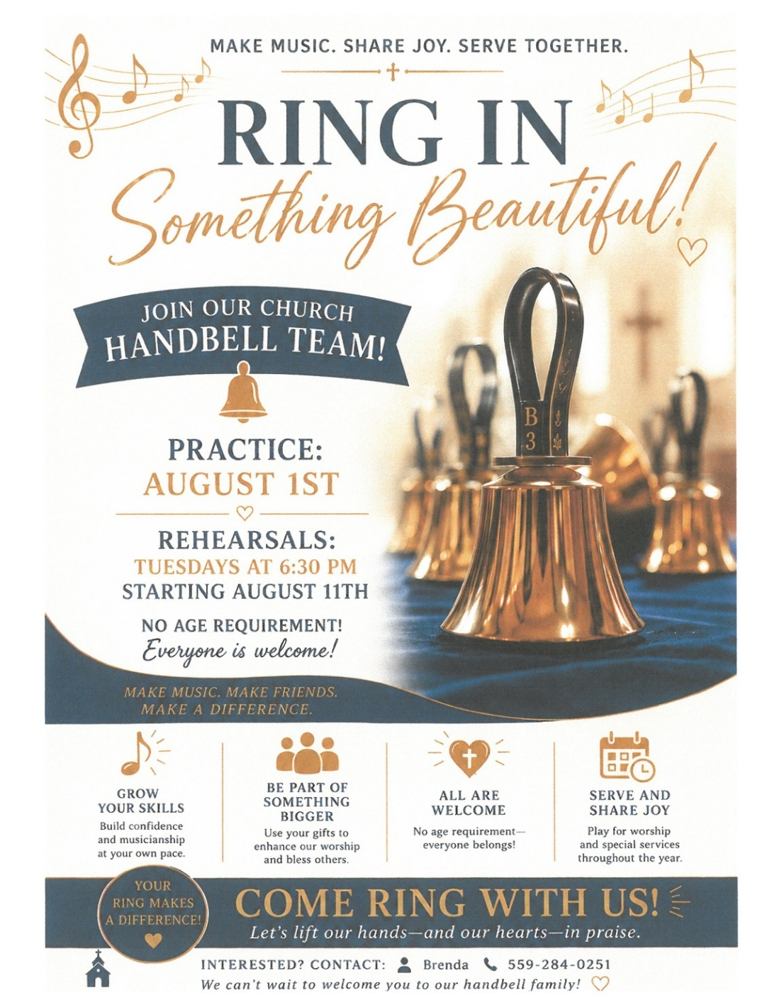 MAKE MUSIC. SHARE JOY. SERVE TOGETHER.
RING IN
Something Beautiful!
JOIN OUR CHURCH
HANDBELL TEAM!
B
3
PRACTICE:
AUGUST 1ST
REHEARSALS:
TUESDAYS AT 6:30 PM
STARTING AUGUST 11TH
NO AGE REQUIREMENT!
Everyone is welcome!
MAKE MUSIC. MAKE FRIENDS.
MAKE A DIFFERENCE.
GROW
YOUR SKILLS
Build confidence
and musicianship
at your own pace.
BE PART OF
SOMETHING
BIGGER
Use your gifts to
enhance our worship
and bless others.
ALL ARE
WELCOME
No age requirement—
everyone belongs!
SERVE AND
SHARE JOY
Play for worship
and special services
throughout the year.
YOUR
RING MAKES
A DIFFERENCE!
COME RING WITH US!
Let's lift our hands—and our hearts—in praise.
INTERESTED? CONTACT: Brenda 559-284-0251
We can't wait to welcome you to our handbell family!